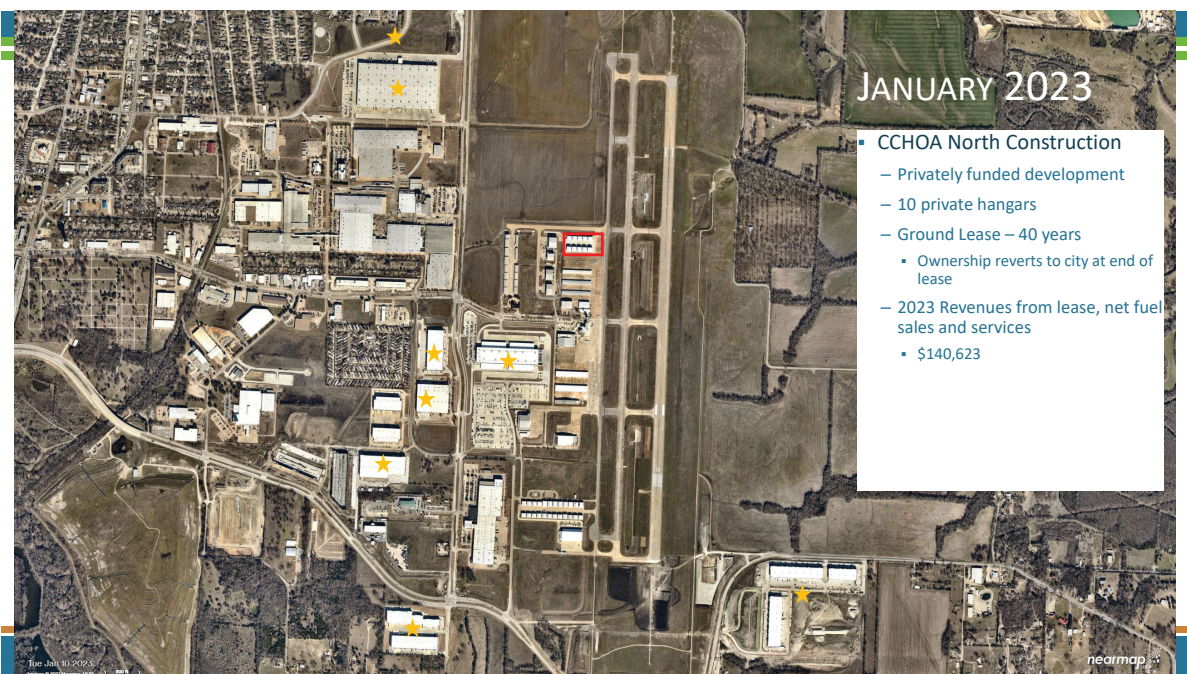 JANUARY 2023
▪ CCHOA North Construction
– Privately funded development
– 10 private hangars
– Ground Lease – 40 years
▪ Ownership reverts to city at end of
lease
– 2023 Revenues from lease, net fuel
sales and services
▪ $140,623
Tue Jan 10 2023
nearmap